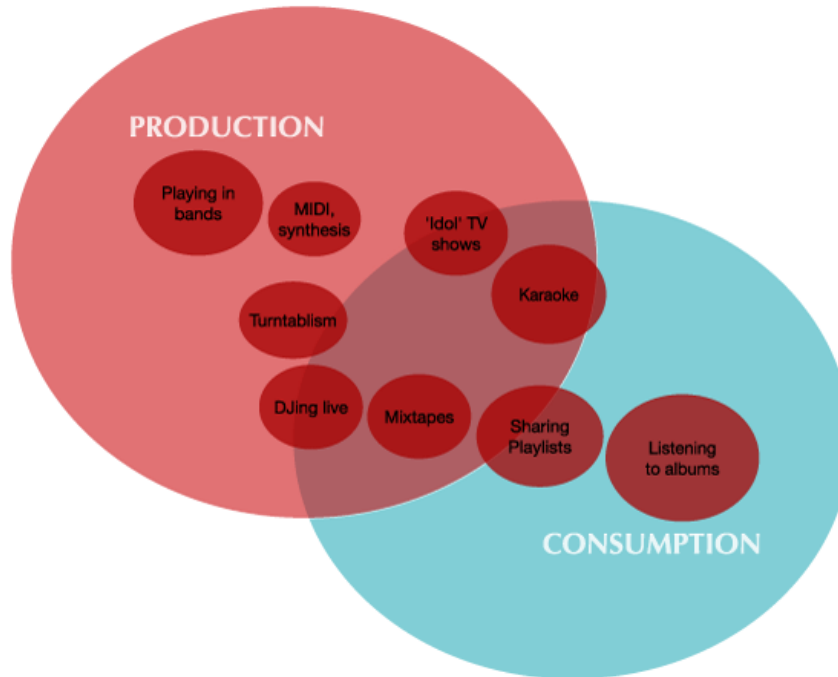 PRODUCTION
Playing in
bands
MIDI,
synthesis
'Idol' TV
shows
Karaoke
Turntablism
DJing live
Mixtapes
Sharing
Playlists
Listening
to albums
CONSUMPTION